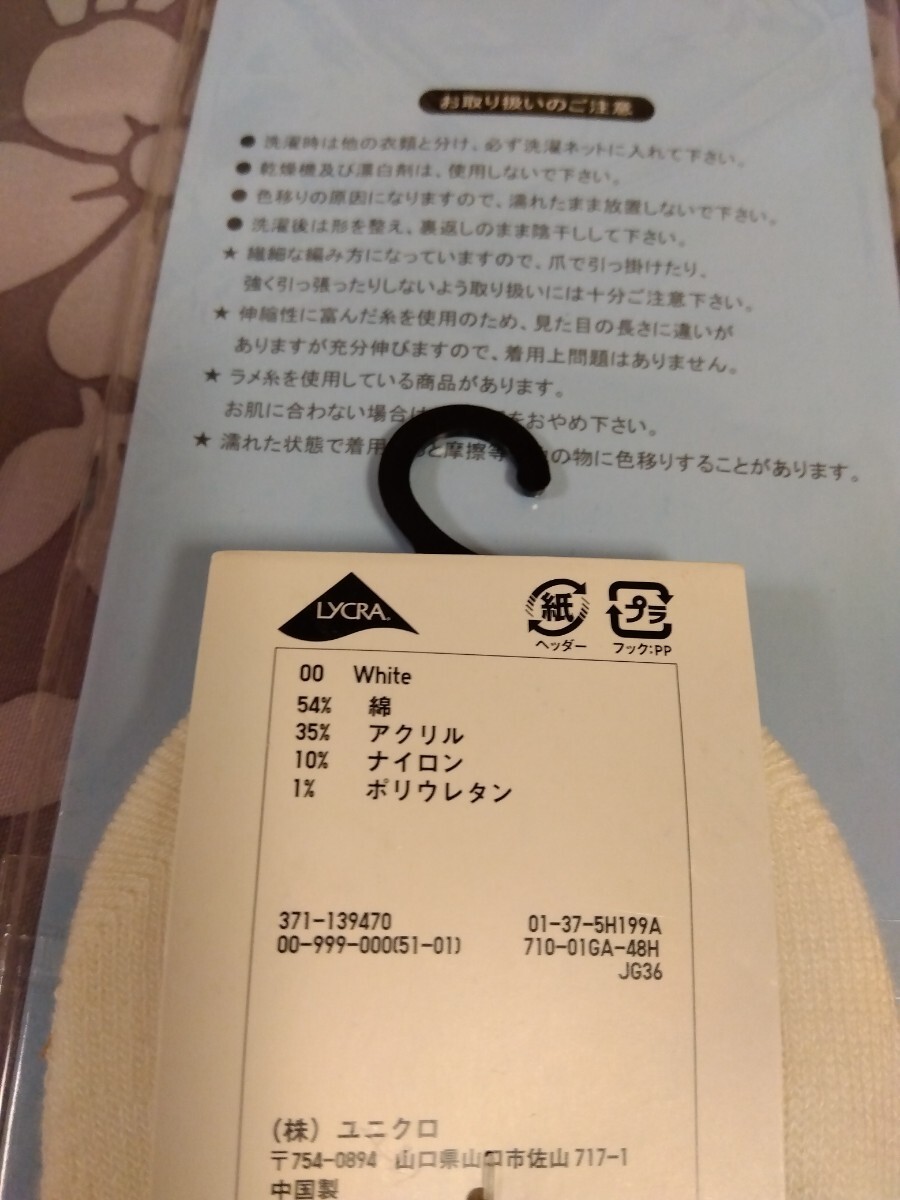 お取り扱いのご注意
● 洗濯時は他の衣類と分け、必ず洗濯ネットに入れて下さい。
● 乾燥機及び漂白剤は、使用しないで下さい。
● 色移りの原因になりますので、濡れたまま放置しないで下さい。
● 洗濯後は形を整え、裏返しのまま陰干しして下さい。
★ 繊細な編み方になっていますので、爪で引っ掛けたり、
強く引っ張ったりしないよう取り扱いには十分ご注意下さい。
★ 伸縮性に富んだ糸を使用のため、見た目の長さに違いが
ありますが充分伸びますので、着用上問題はありません。
★ ラメ糸を使用している商品があります。
お肌に合わない場合は をおやめ下さい。
★ 濡れた状態で着用 と摩擦等 の物に色移りすることがあります。
LYCRA®
紙 プラ
ヘッダー フック:PP
00 White
54% 綿
35% アクリル
10% ナイロン
1% ポリウレタン
371-139470 01-37-5H199A
00-999-000(51-01) 710-01GA-48H
JG36
(株) ユニクロ
〒754-0894 山口県山口市佐山717-1
中国製